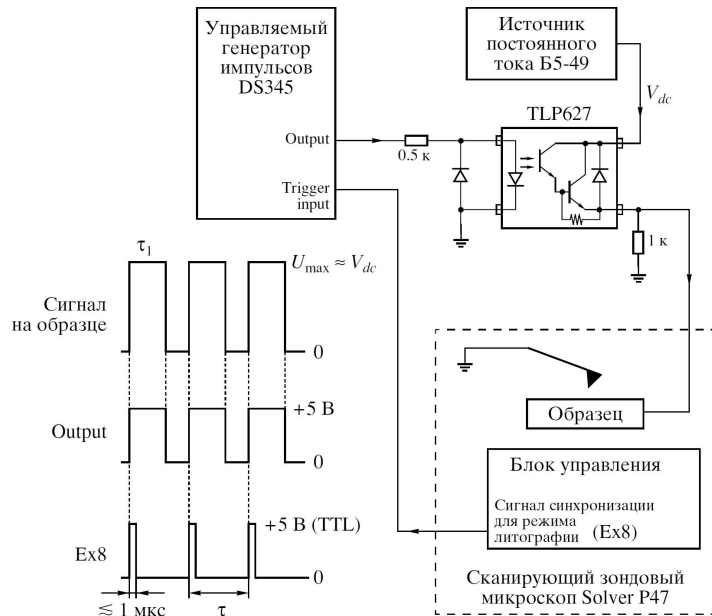 Управляемый
генератор
импульсов
DS345
Output
Trigger
input
Источник
постоянного
тока Б5-49
V_dc
TLP627
0.5 к
1 к
τ1
U_max ≈ V_dc
Сигнал
на образце
0
+5 В
Output
0
+5 В (TTL)
Ex8
0
≲ 1 мкс
τ
Образец
Блок управления
Сигнал синхронизации
для режима
литографии (Ex8)
Сканирующий зондовый
микроскоп Solver P47